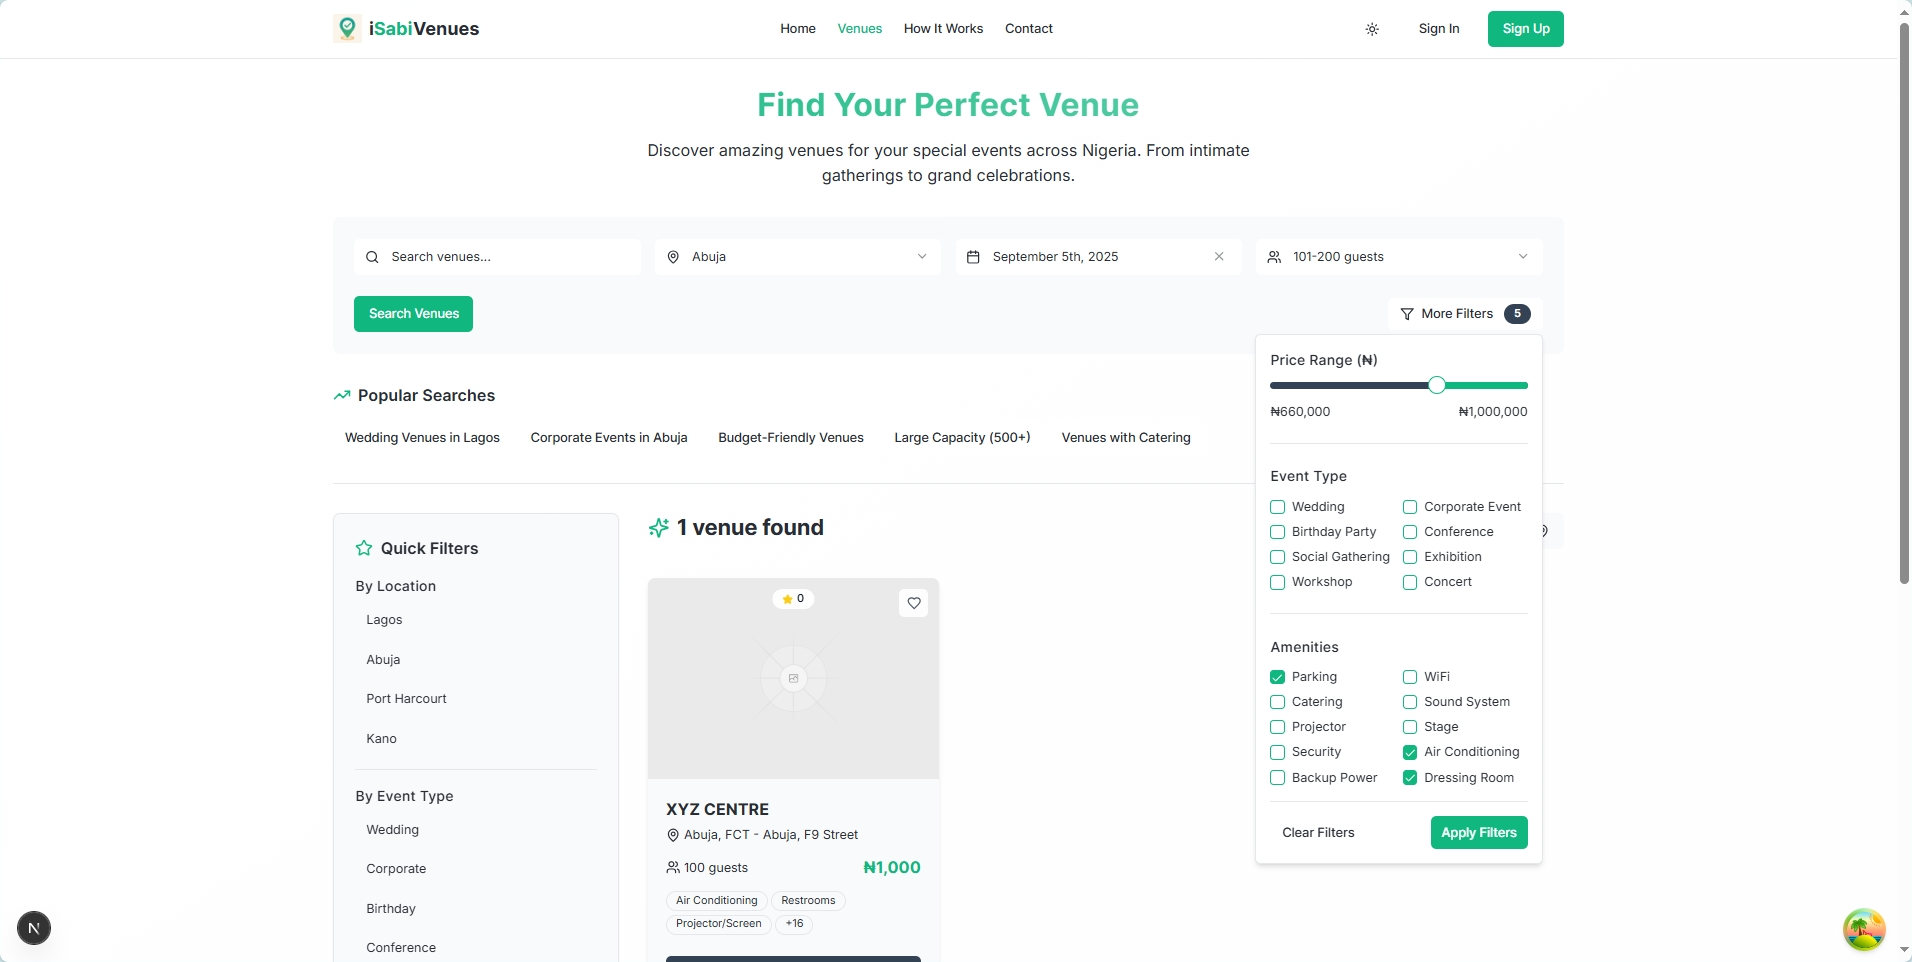 iSabiVenues
Home
Venues
How It Works
Contact
Sign In
Sign Up
Find Your Perfect Venue
Discover amazing venues for your special events across Nigeria. From intimate
gatherings to grand celebrations.
Search venues...
Abuja
September 5th, 2025
101-200 guests
Search Venues
More Filters
5
Price Range (₦)
₦660,000
₦1,000,000
Event Type
Wedding
Corporate Event
Birthday Party
Conference
Social Gathering
Exhibition
Workshop
Concert
Amenities
Parking
WiFi
Catering
Sound System
Projector
Stage
Security
Air Conditioning
Backup Power
Dressing Room
Clear Filters
Apply Filters
Popular Searches
Wedding Venues in Lagos
Corporate Events in Abuja
Budget-Friendly Venues
Large Capacity (500+)
Venues with Catering
Quick Filters
By Location
Lagos
Abuja
Port Harcourt
Kano
By Event Type
Wedding
Corporate
Birthday
Conference
1 venue found
0
XYZ CENTRE
Abuja, FCT - Abuja, F9 Street
100 guests
₦1,000
Air Conditioning
Restrooms
Projector/Screen
+16
N